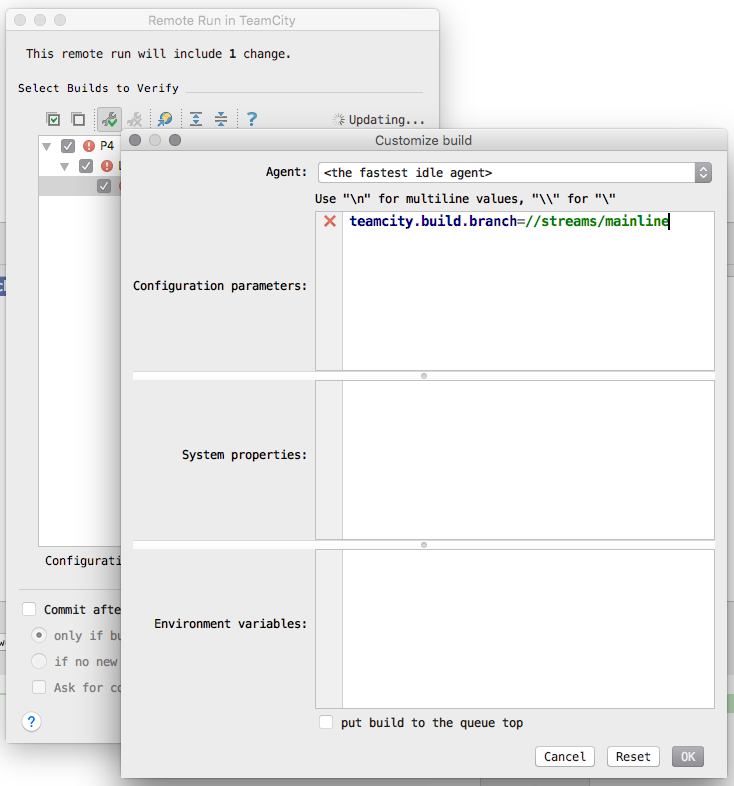 Remote Run in TeamCity
This remote run will include 1 change.
Select Builds to Verify
?
Updating...
P4
Customize build
Agent:
<the fastest idle agent>
Use "\n" for multiline values, "\\" for "\"
teamcity.build.branch=//streams/mainline
Configuration parameters:
System properties:
Configurati
Commit afte
Environment variables:
only if bu
if no new
Ask for co
?
put build to the queue top
Cancel
Reset
OK